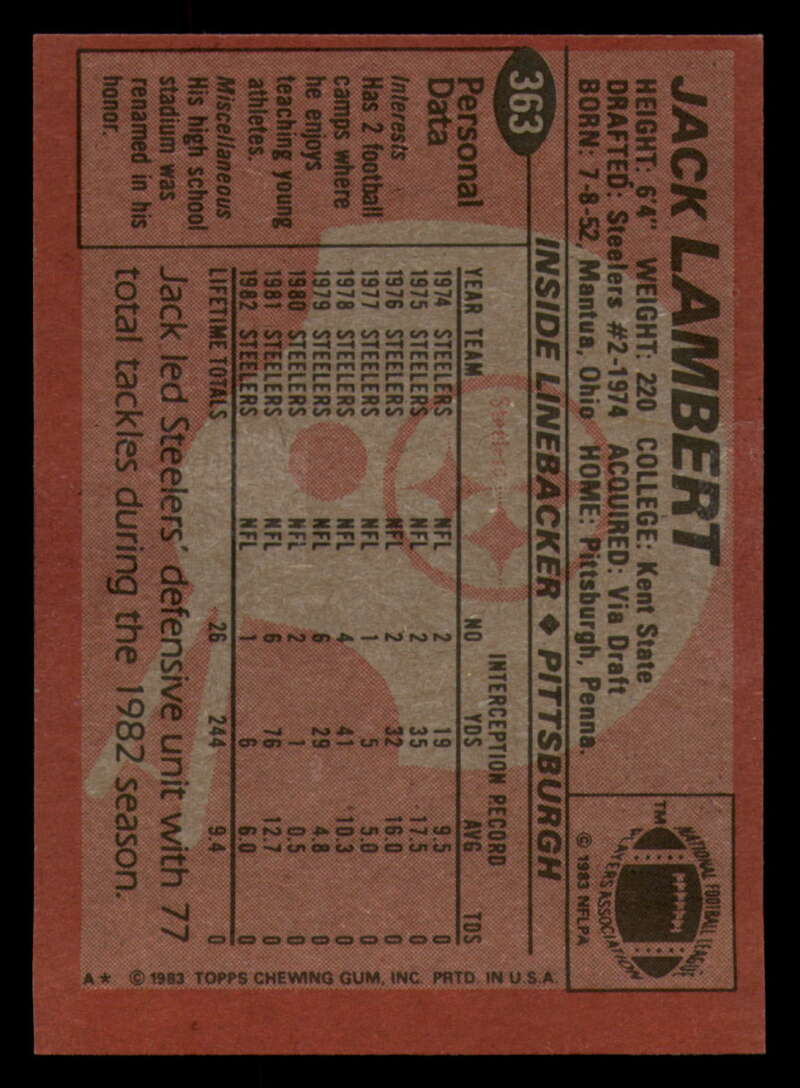 JACK LAMBERT
HEIGHT: 6'4" WEIGHT: 220 COLLEGE: Kent State
DRAFTED: Steelers #2-1974 ACQUIRED: Via Draft
BORN: 7-8-52, Mantua, Ohio HOME: Pittsburgh, Penna.
NATIONAL FOOTBALL LEAGUE
PLAYERS ASSOCIATION
TM
© 1983 NFLPA
363
INSIDE LINEBACKER ♦ PITTSBURGH
Personal
Data
Interests
Has 2 football
camps where
he enjoys
teaching young
athletes.
Miscellaneous
His high school
stadium was
renamed in his
honor.
Steelers
INTERCEPTION RECORD
YEAR TEAM NO YDS AVG TDS
1974 STEELERS NFL 2 19 9.5 0
1975 STEELERS NFL 2 35 17.5 0
1976 STEELERS NFL 2 32 16.0 0
1977 STEELERS NFL 1 5 5.0 0
1978 STEELERS NFL 4 41 10.3 0
1979 STEELERS NFL 6 29 4.8 0
1980 STEELERS NFL 2 1 0.5 0
1981 STEELERS NFL 6 76 12.7 0
1982 STEELERS NFL 1 6 6.0 0
LIFETIME TOTALS 26 244 9.4 0
Jack led Steelers' defensive unit with 77
total tackles during the 1982 season.
A* © 1983 TOPPS CHEWING GUM, INC. PRTD. IN U.S.A.